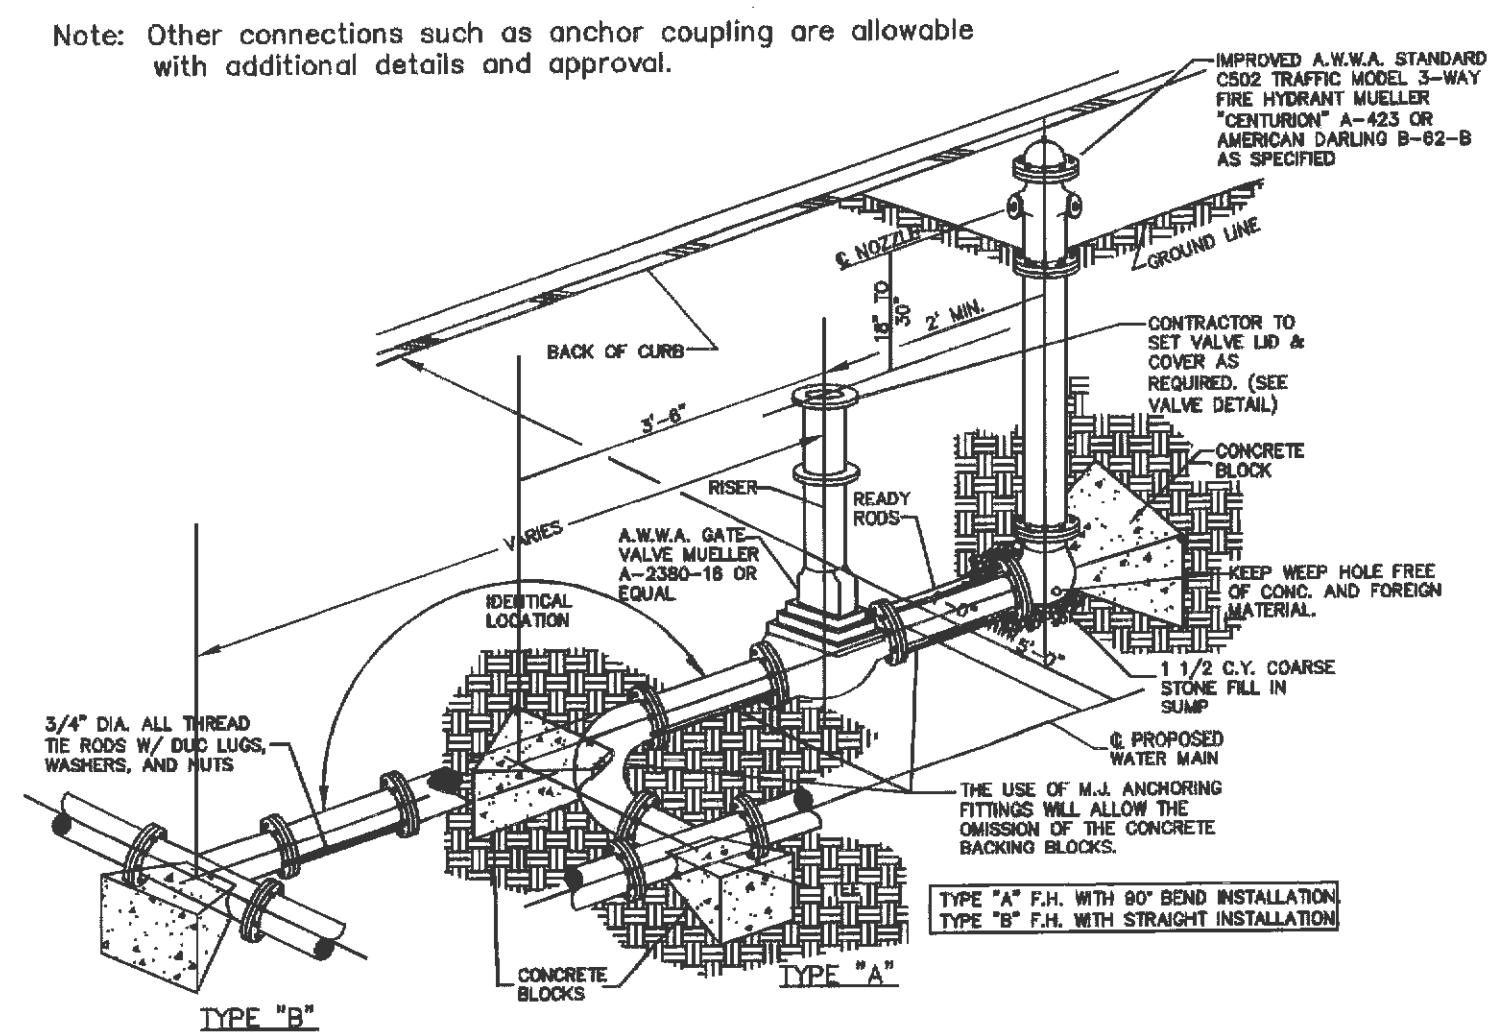 Note: Other connections such as anchor coupling are allowable
with additional details and approval.
IMPROVED A.W.W.A. STANDARD
C502 TRAFFIC MODEL 3-WAY
FIRE HYDRANT MUELLER
"CENTURION" A-423 OR
AMERICAN DARLING B-62-B
AS SPECIFIED
℄ NOZZLE
GROUND LINE
18" TO
30"
2' MIN.
BACK OF CURB
CONTRACTOR TO
SET VALVE LID &
COVER AS
REQUIRED. (SEE
VALVE DETAIL)
3'-6"
CONCRETE
BLOCK
RISER
READY
RODS
VARIES
A.W.W.A. GATE
VALVE MUELLER
A-2380-16 OR
EQUAL
IDENTICAL
LOCATION
KEEP WEEP HOLE FREE
OF CONC. AND FOREIGN
MATERIAL.
5'-0"
1 1/2 C.Y. COARSE
STONE FILL IN
SUMP
3/4" DIA. ALL THREAD
TIE RODS W/ DUC LUGS,
WASHERS, AND NUTS
℄ PROPOSED
WATER MAIN
THE USE OF M.J. ANCHORING
FITTINGS WILL ALLOW THE
OMISSION OF THE CONCRETE
BACKING BLOCKS.
TEE
TYPE "A" F.H. WITH 90° BEND INSTALLATION.
TYPE "B" F.H. WITH STRAIGHT INSTALLATION.
CONCRETE
BLOCKS
TYPE "A"
TYPE "B"